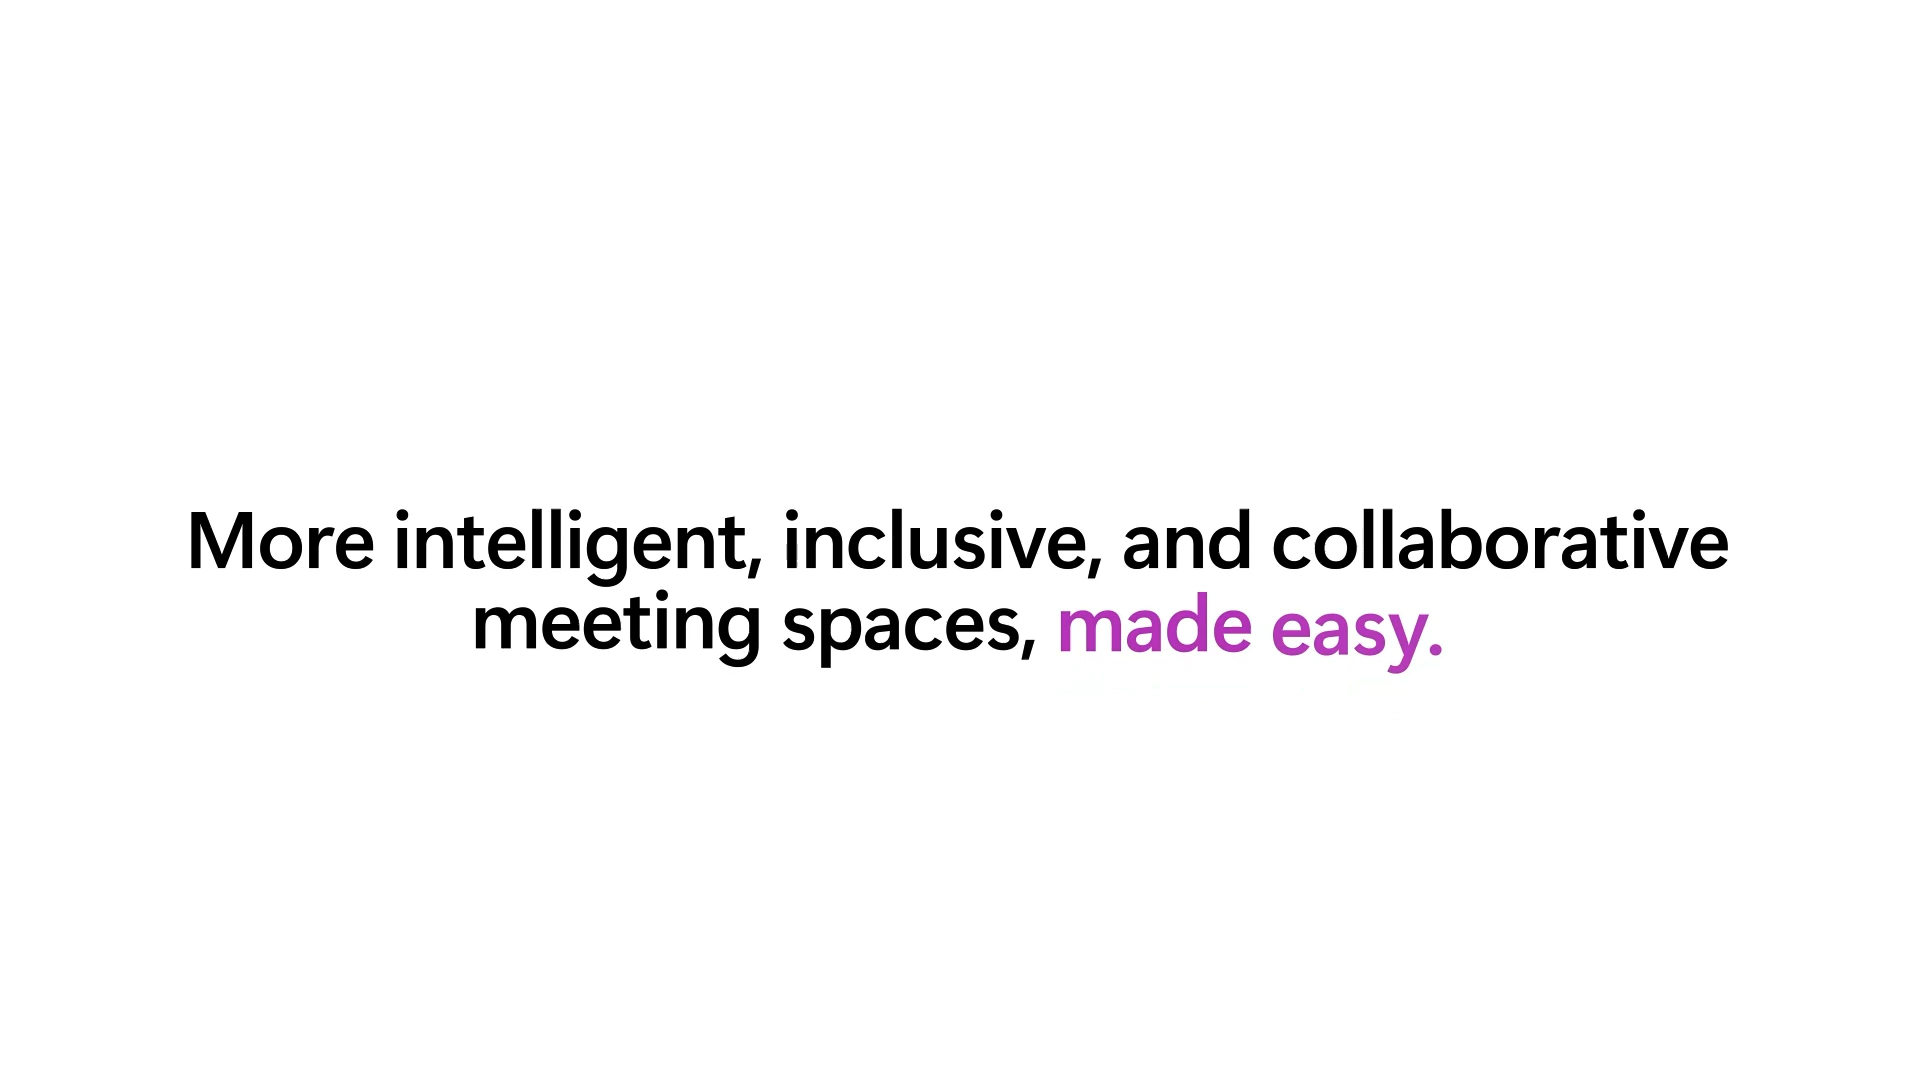 More intelligent, inclusive, and collaborative
meeting spaces, made easy.